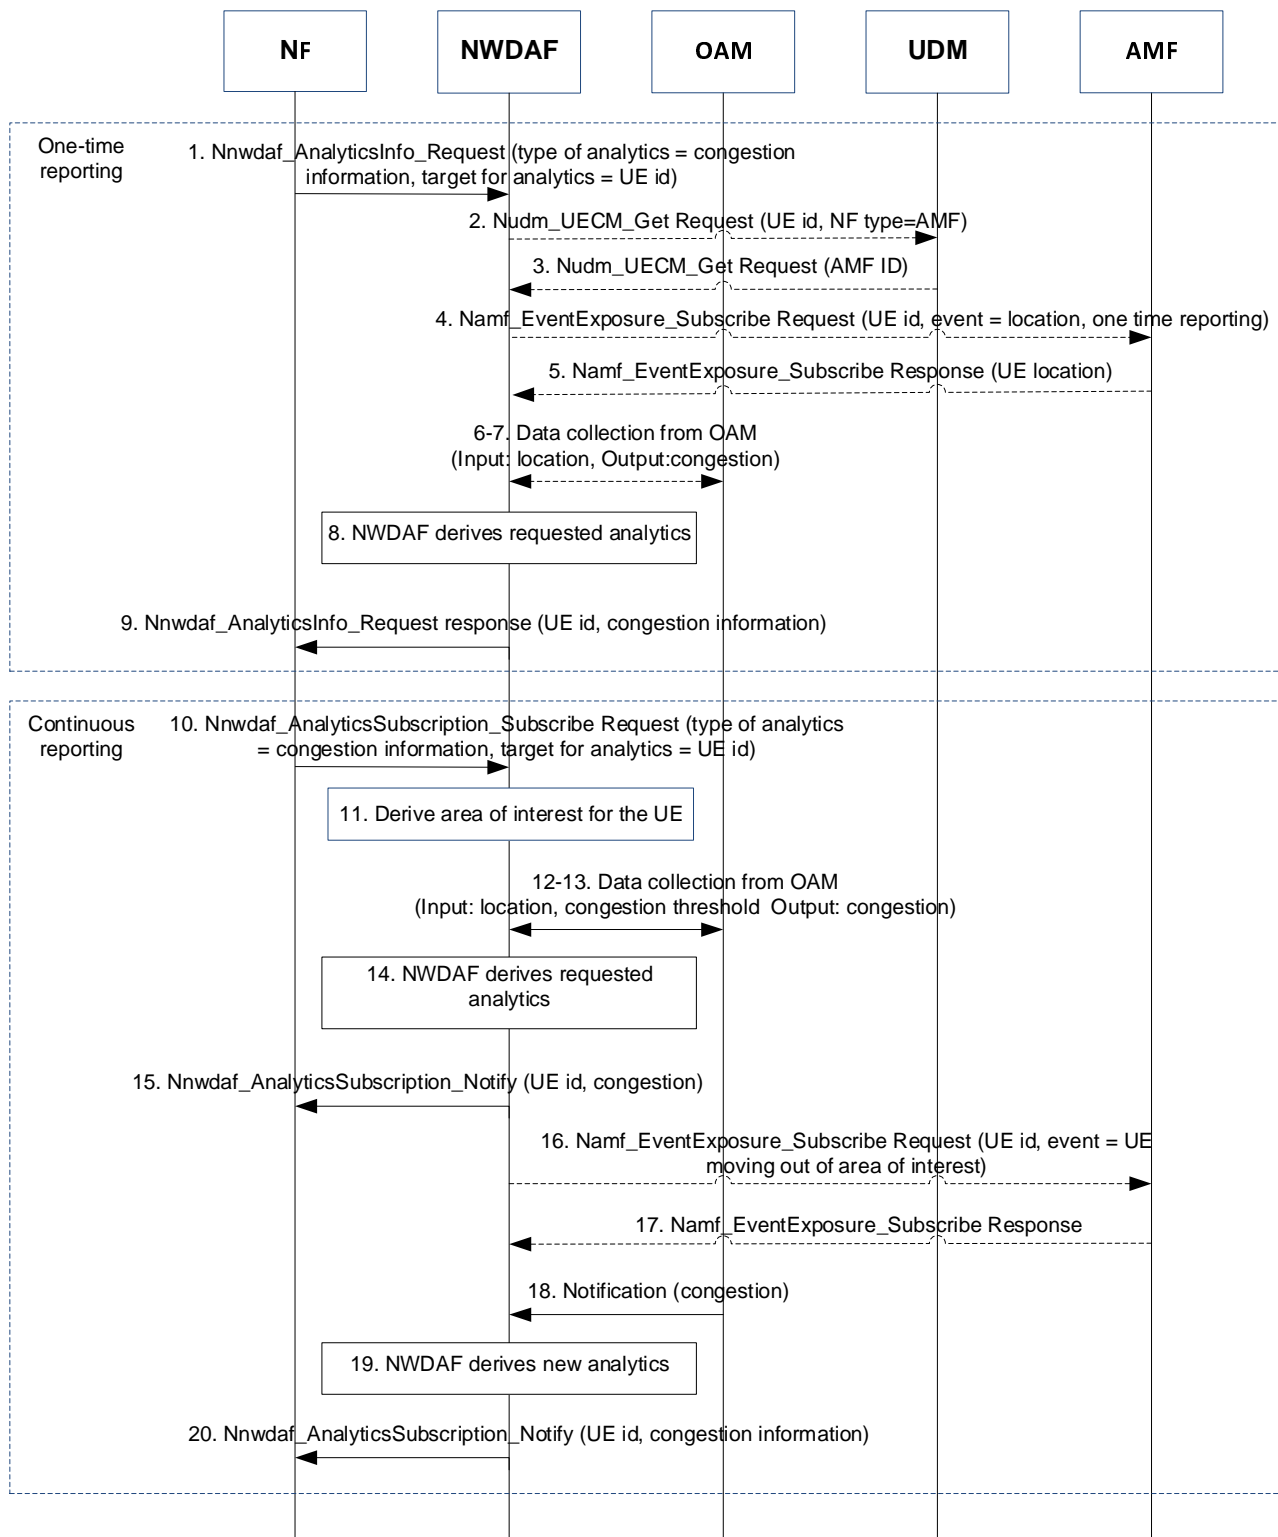 NF
NWDAF
OAM
UDM
AMF
One-time
reporting
1. Nnwdaf_AnalyticsInfo_Request (type of analytics = congestion
information, target for analytics = UE id)
2. Nudm_UECM_Get Request (UE id, NF type=AMF)
3. Nudm_UECM_Get Request (AMF ID)
4. Namf_EventExposure_Subscribe Request (UE id, event = location, one time reporting)
5. Namf_EventExposure_Subscribe Response (UE location)
6-7. Data collection from OAM
(Input: location, Output:congestion)
8. NWDAF derives requested analytics
9. Nnwdaf_AnalyticsInfo_Request response (UE id, congestion information)
Continuous
reporting
10. Nnwdaf_AnalyticsSubscription_Subscribe Request (type of analytics
= congestion information, target for analytics = UE id)
11. Derive area of interest for the UE
12-13. Data collection from OAM
(Input: location, congestion threshold  Output: congestion)
14. NWDAF derives requested
analytics
15. Nnwdaf_AnalyticsSubscription_Notify (UE id, congestion)
16. Namf_EventExposure_Subscribe Request (UE id, event = UE
moving out of area of interest)
17. Namf_EventExposure_Subscribe Response
18. Notification (congestion)
19. NWDAF derives new analytics
20. Nnwdaf_AnalyticsSubscription_Notify (UE id, congestion information)